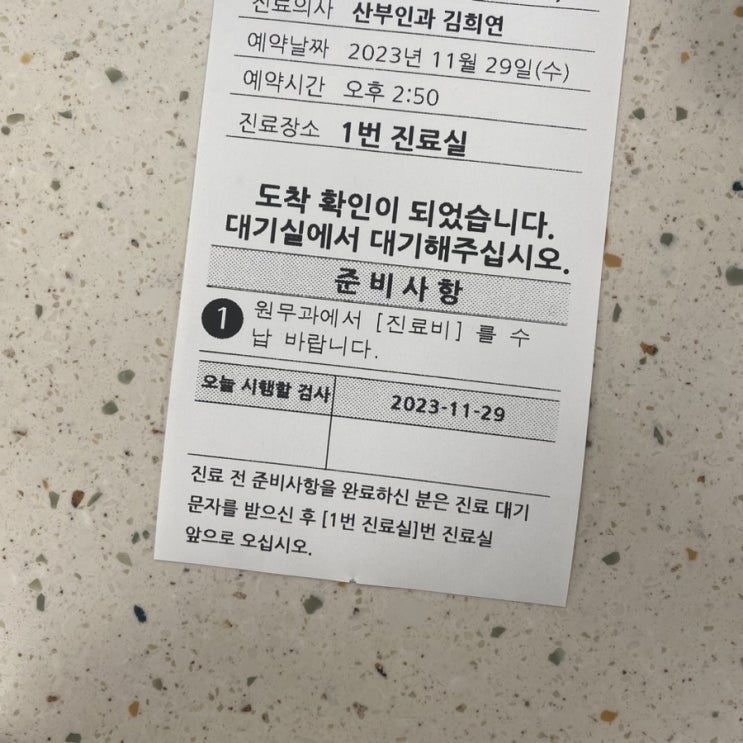 진료의사 산부인과 김희연
예약날짜 2023년 11월 29일(수)
예약시간 오후 2:50
진료장소 1번 진료실
도착 확인이 되었습니다.
대기실에서 대기해주십시오.
준 비 사 항
1 원무과에서 [진료비] 를 수
납 바랍니다.
오늘 시행할 검사 2023-11-29
진료 전 준비사항을 완료하신 분은 진료 대기
문자를 받으신 후 [1번 진료실]번 진료실
앞으로 오십시오.